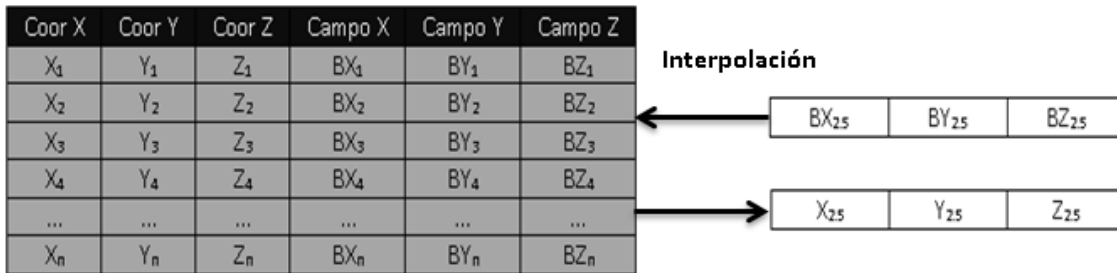 Coor X Coor Y Coor Z Campo X Campo Y Campo Z
X₁ Y₁ Z₁ BX₁ BY₁ BZ₁
X₂ Y₂ Z₂ BX₂ BY₂ BZ₂
X₃ Y₃ Z₃ BX₃ BY₃ BZ₃
X₄ Y₄ Z₄ BX₄ BY₄ BZ₄
... ... ... ... ... ...
Xₙ Yₙ Zₙ BXₙ BYₙ BZₙ
Interpolación
BX₂₅ BY₂₅ BZ₂₅
X₂₅ Y₂₅ Z₂₅